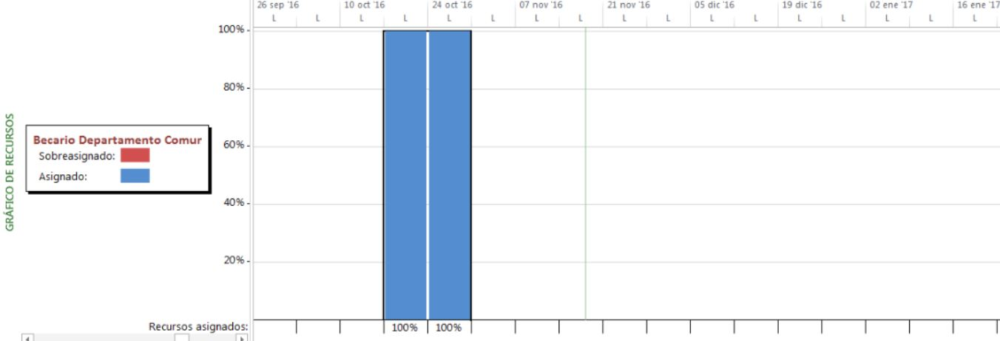 26 sep '16 10 oct '16 24 oct '16 07 nov '16 21 nov '16 05 dic '16 19 dic '16 02 ene '17 16 ene '17
L L L L L L L L L L L L L L L L L
100%
80%
60%
40%
20%
GRÁFICO DE RECURSOS
Becario Departamento Comur
Sobreasignado:
Asignado:
Recursos asignados: 100% 100%